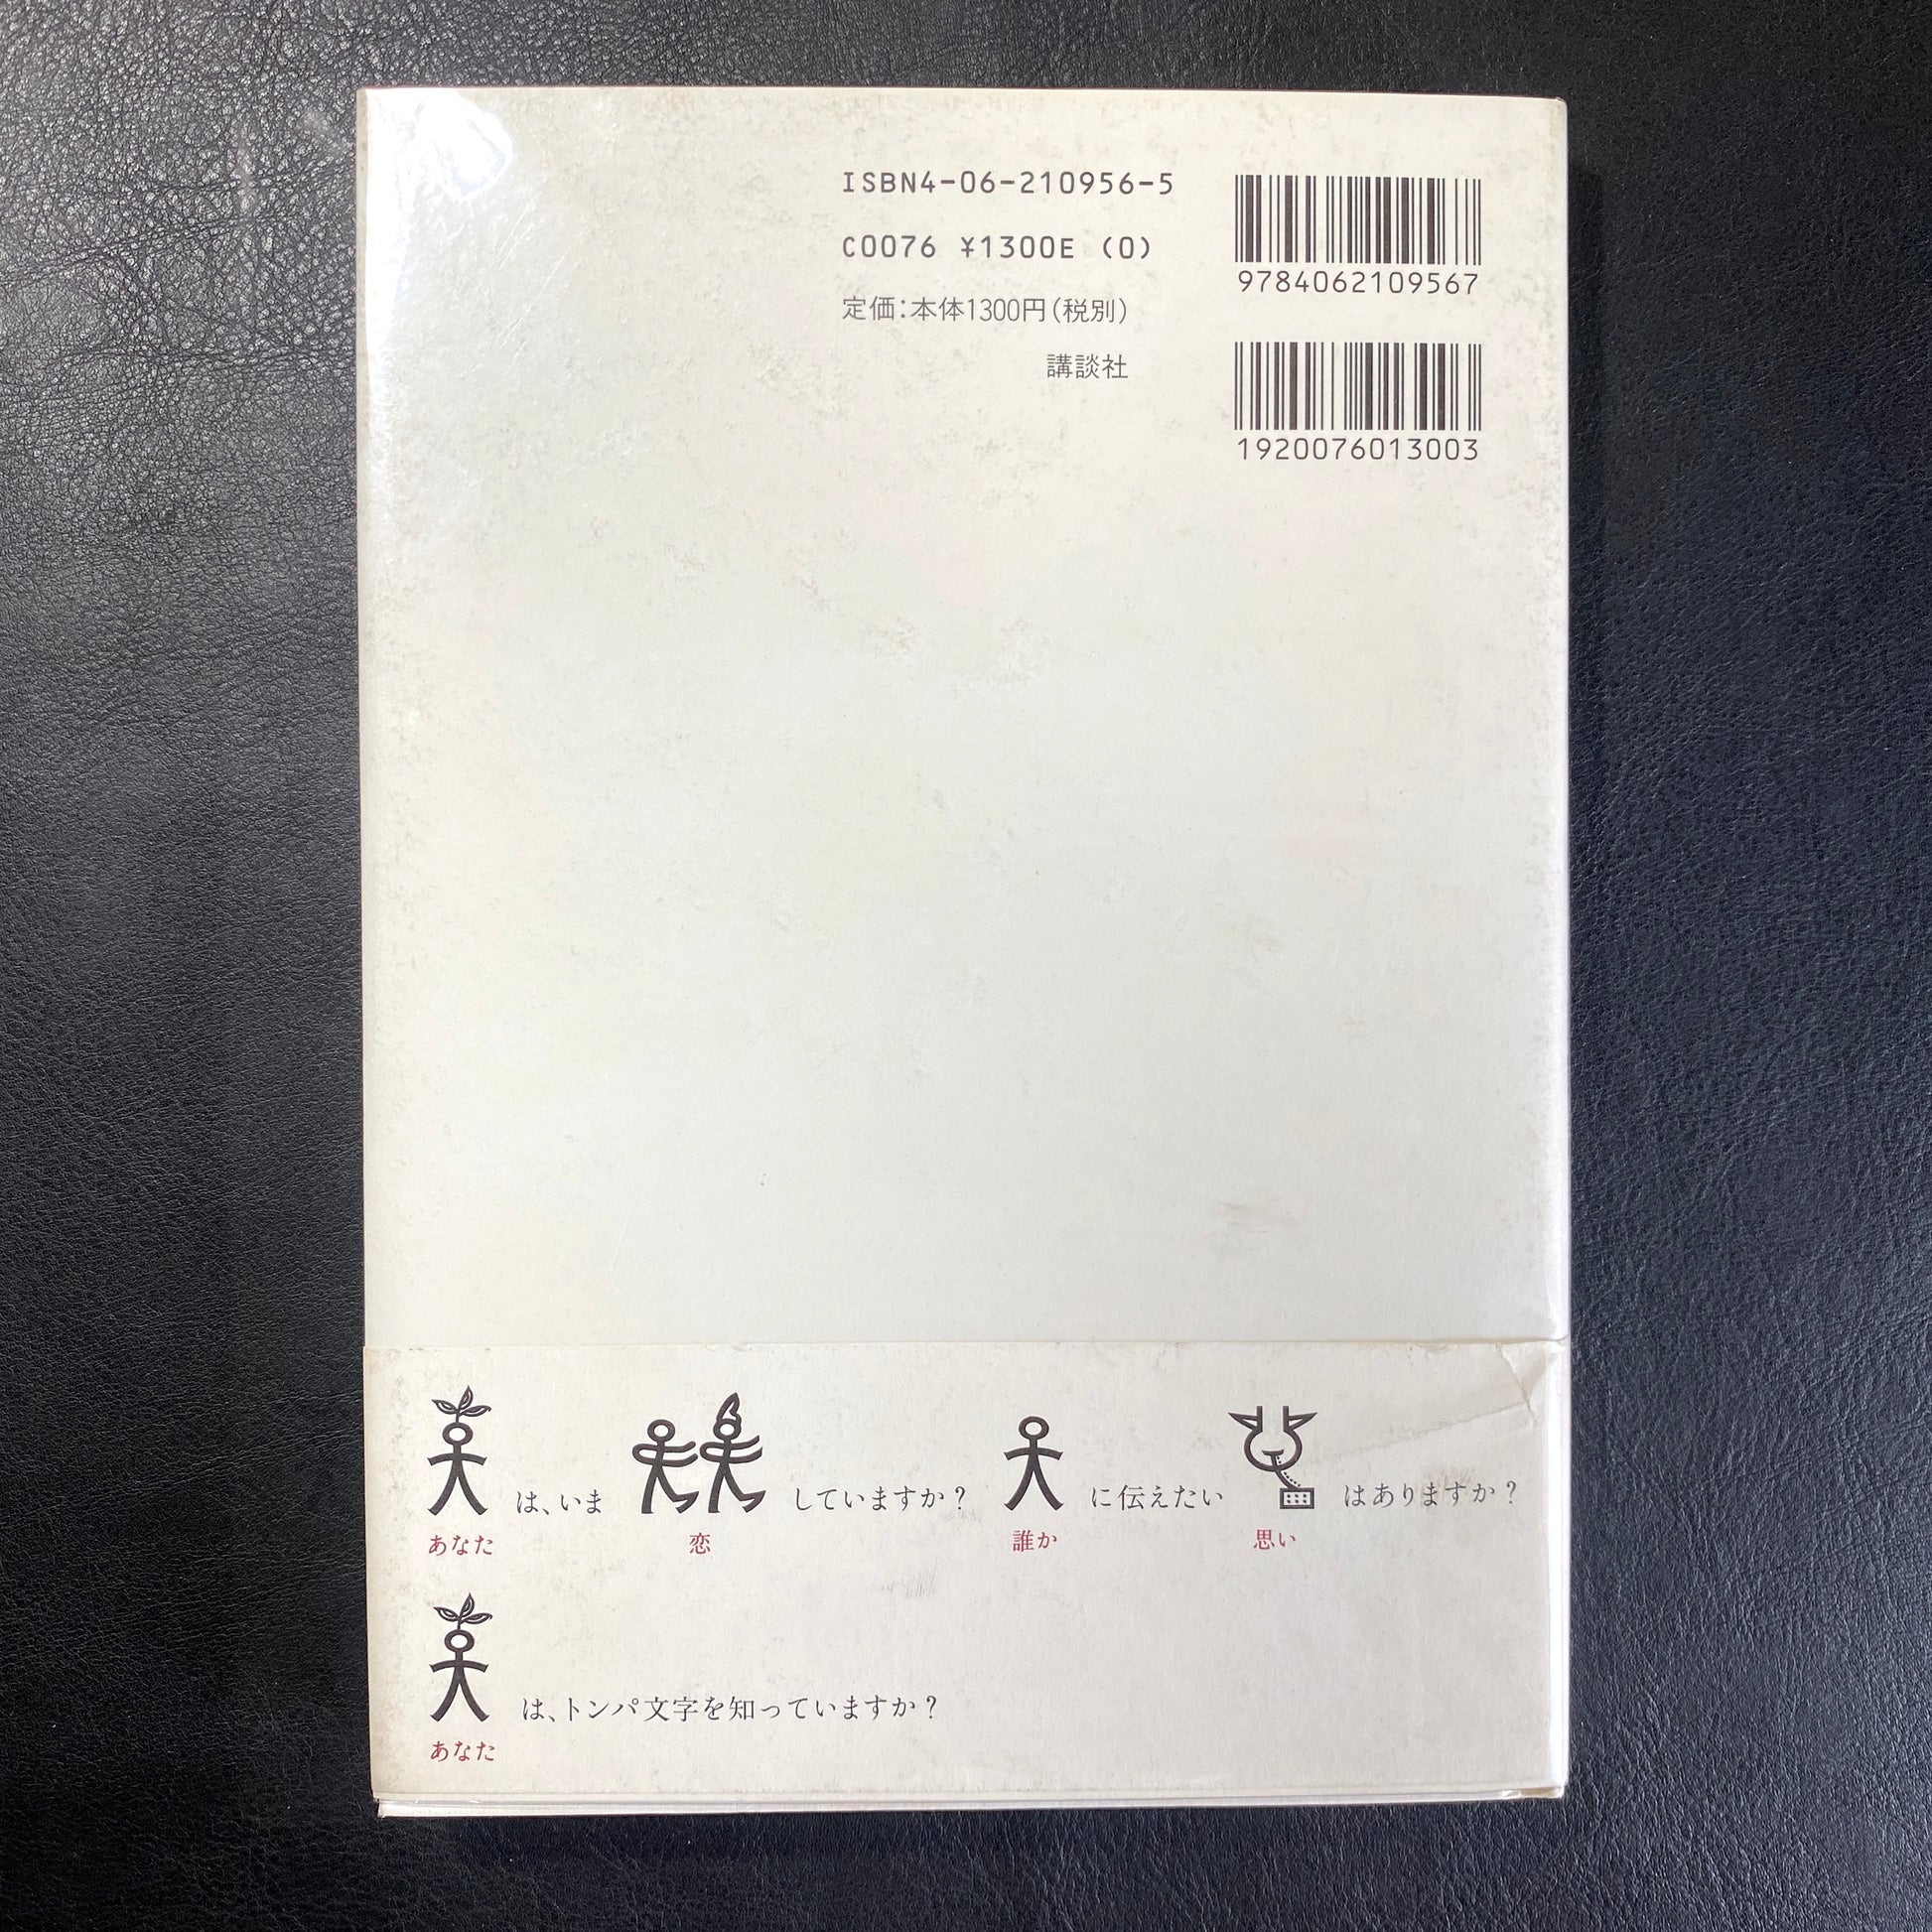 ISBN4-06-210956-5
C0076 ¥1300E (0)
定価:本体1300円(税別)
講談社
9784062109567
1920076013003
は、いま していますか? に伝えたい はありますか?
あなた 恋 誰か 思い
は、トンパ文字を知っていますか?
あなた